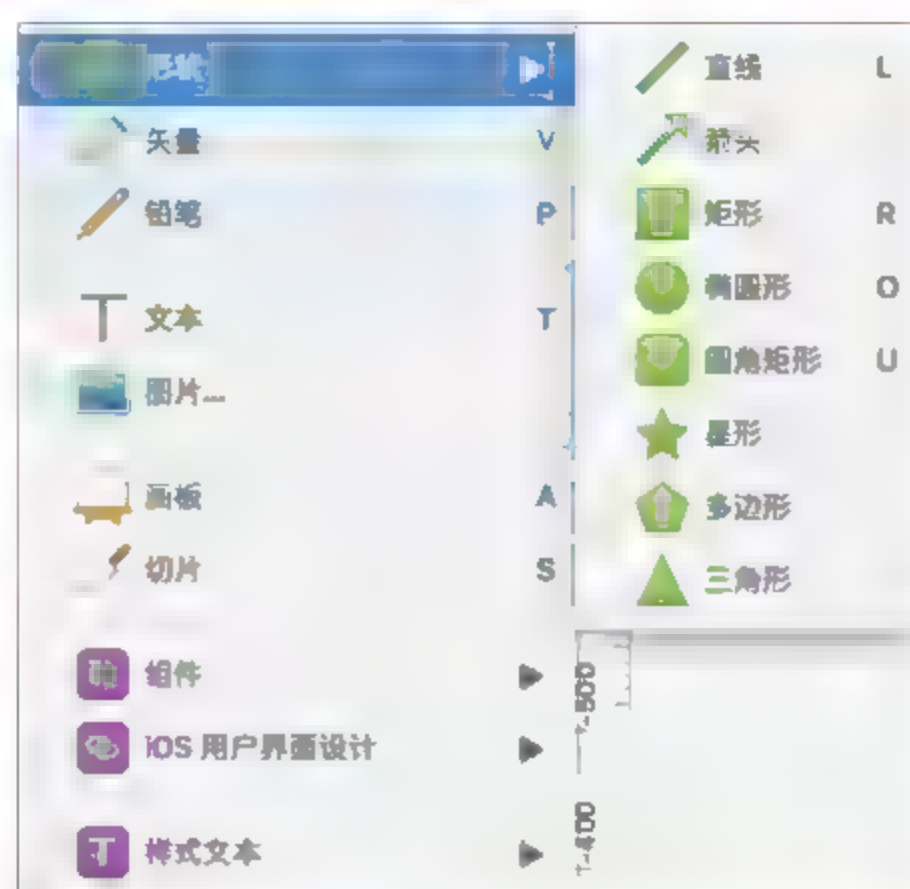 矢量 V
铅笔 P
文本 T
图片...
画板 A
切片 S
组件
iOS 用户界面设计
样式文本
直线 L
箭头
矩形 R
椭圆形 O
圆角矩形 U
星形
多边形
三角形
-500
-400